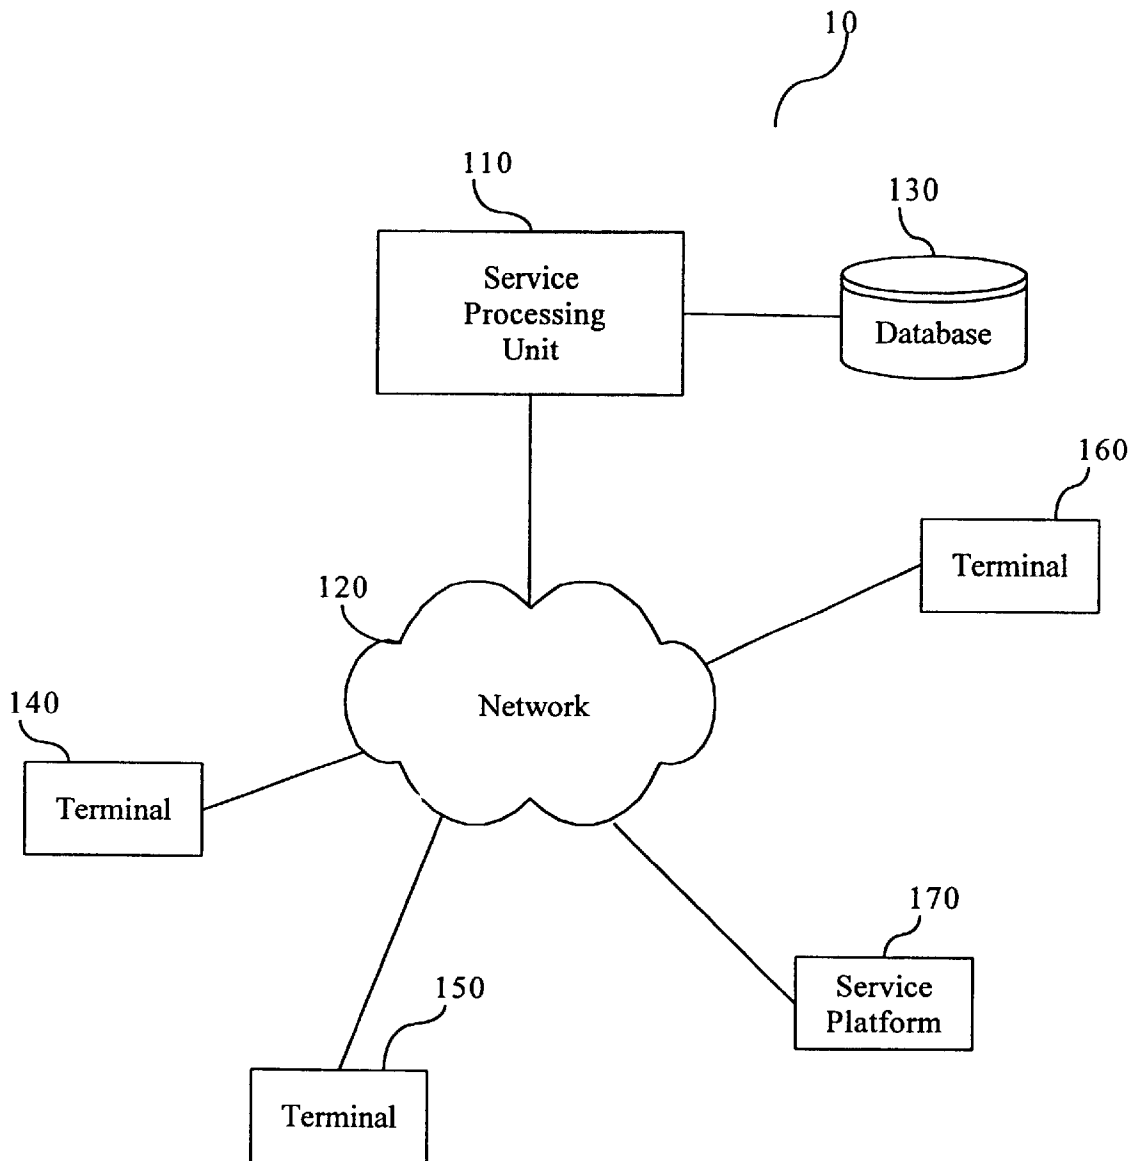 10
110
130
Service
Processing
Unit
Database
160
Terminal
120
Network
140
Terminal
170
Service
Platform
150
Terminal